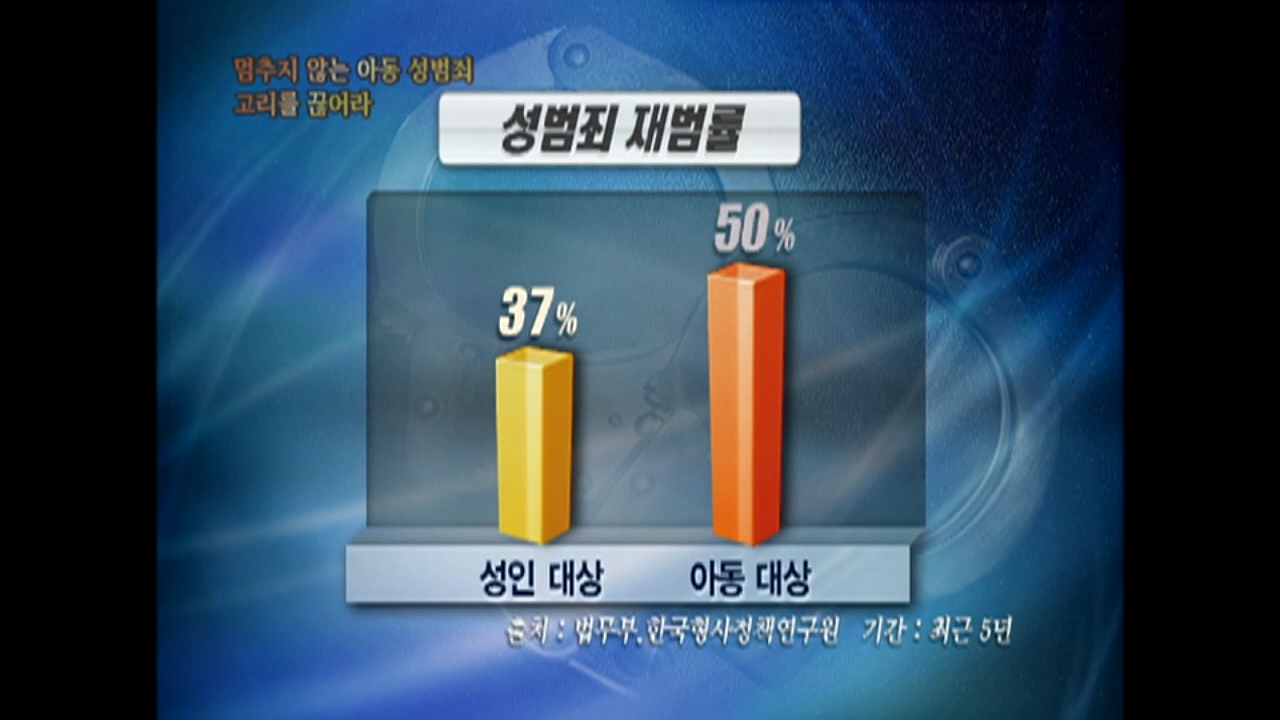 멈추지 않는 아동 성범죄
고리를 끊어라
성범죄 재범률
37%
50%
성인 대상
아동 대상
출처 : 법무부, 한국형사정책연구원 기간 : 최근 5년